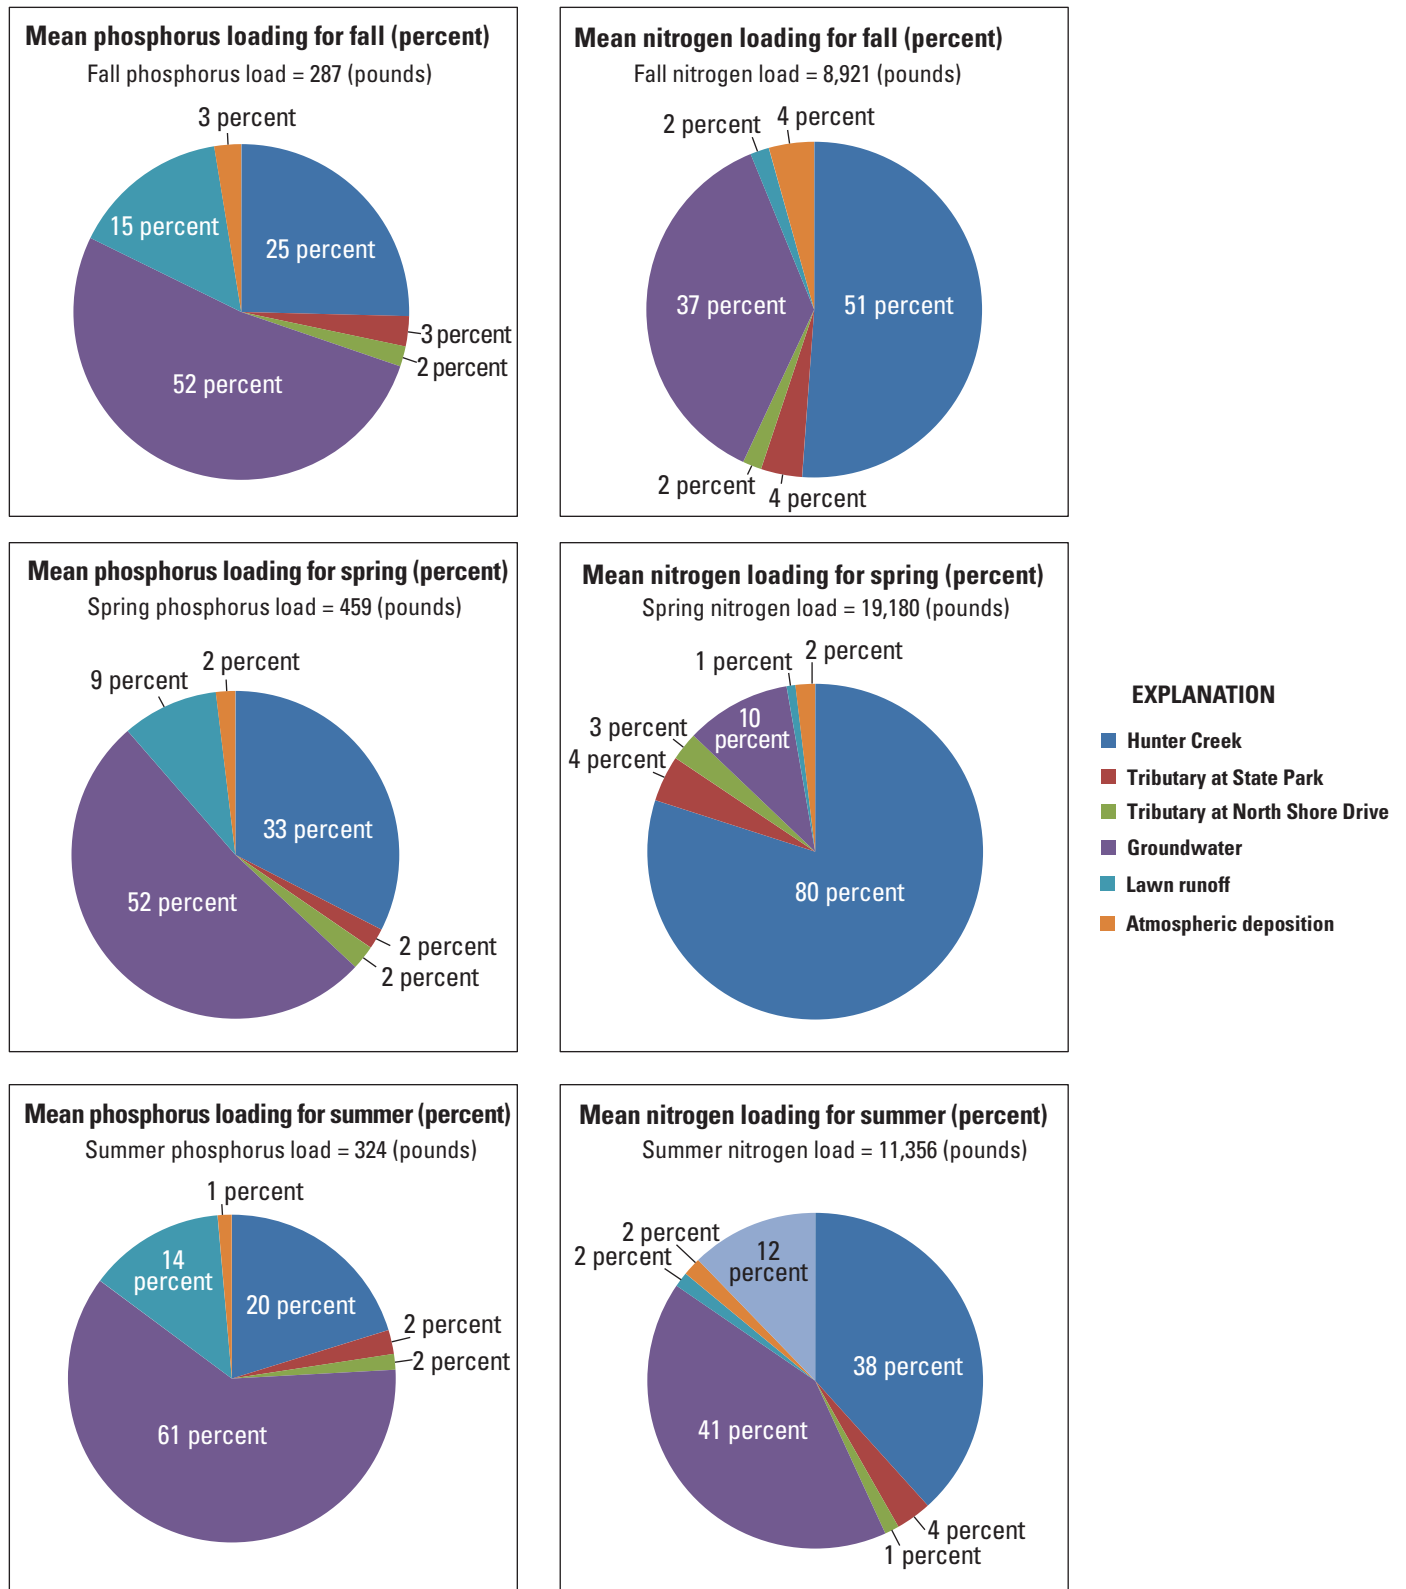 Mean phosphorus loading for fall (percent)
Fall phosphorus load = 287 (pounds)
3 percent
15 percent
25 percent
3 percent
2 percent
52 percent
Mean nitrogen loading for fall (percent)
Fall nitrogen load = 8,921 (pounds)
4 percent
2 percent
37 percent
51 percent
2 percent
4 percent
Mean phosphorus loading for spring (percent)
Spring phosphorus load = 459 (pounds)
2 percent
9 percent
33 percent
52 percent
2 percent
2 percent
Mean nitrogen loading for spring (percent)
Spring nitrogen load = 19,180 (pounds)
2 percent
1 percent
10
percent
3 percent
4 percent
80 percent
EXPLANATION
Hunter Creek
Tributary at State Park
Tributary at North Shore Drive
Groundwater
Lawn runoff
Atmospheric deposition
Mean phosphorus loading for summer (percent)
Summer phosphorus load = 324 (pounds)
1 percent
14
percent
20 percent
2 percent
2 percent
61 percent
Mean nitrogen loading for summer (percent)
Summer nitrogen load = 11,356 (pounds)
2 percent
2 percent
12
percent
38 percent
41 percent
4 percent
1 percent